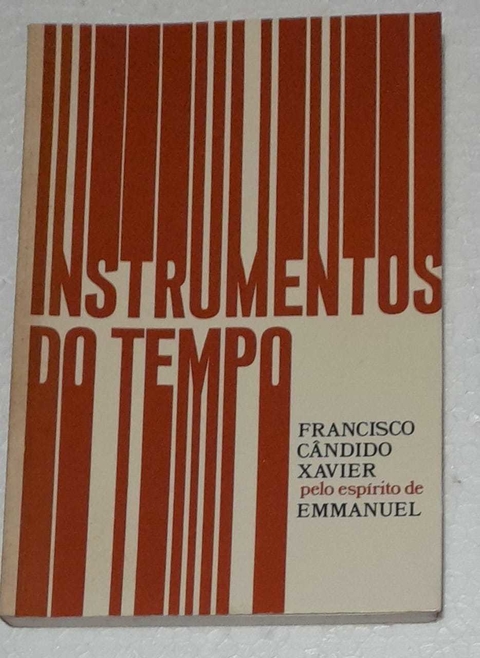 INSTRUMENTOS
DO TEMPO
FRANCISCO
CÂNDIDO
XAVIER
pelo espírito de
EMMANUEL